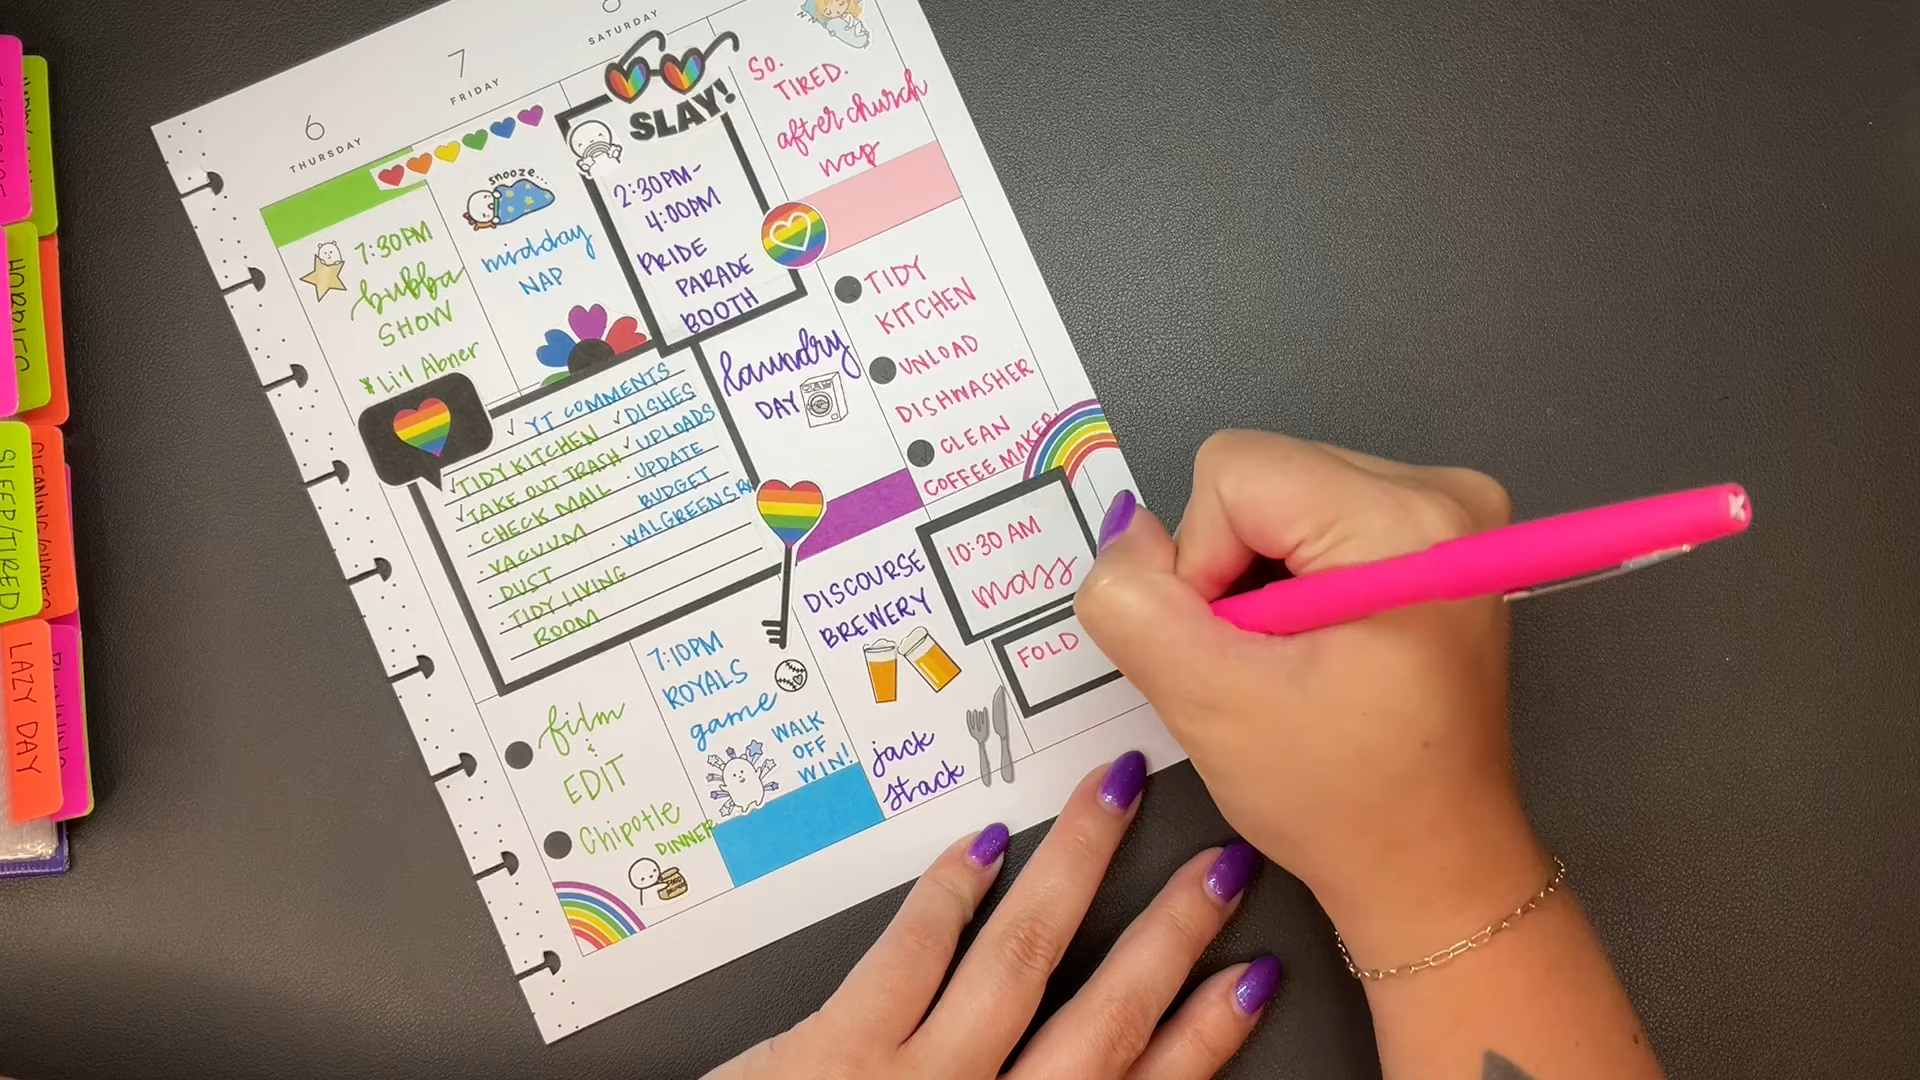 6
THURSDAY
7:30PM
bubba
SHOW
*Li'l Abner
✓TIDY KITCHEN
✓TAKE OUT TRASH
· CHECK MAIL
· VACUUM
· DUST
· TIDY LIVING
ROOM
film
&
EDIT
Chipotle
DINNER
7
FRIDAY
snooze...
midday
NAP
✓ YT COMMENTS
✓DISHES
✓UPLOADS
· UPDATE
BUDGET
· WALGREENS RX
7:10PM
ROYALS
game
WALK
OFF
WIN!
SATURDAY
SLAY!
2:30PM-
4:00PM
PRIDE
PARADE
BOOTH
laundry
DAY
DISCOURSE
BREWERY
jack
stack
SO.
TIRED.
after church
nap
TIDY
KITCHEN
UNLOAD
DISHWASHER
CLEAN
COFFEE MAKER
10:30 AM
mass
FOLD
HOBBIES
SLEEP/TIRED
LAZY DAY
PLANNING